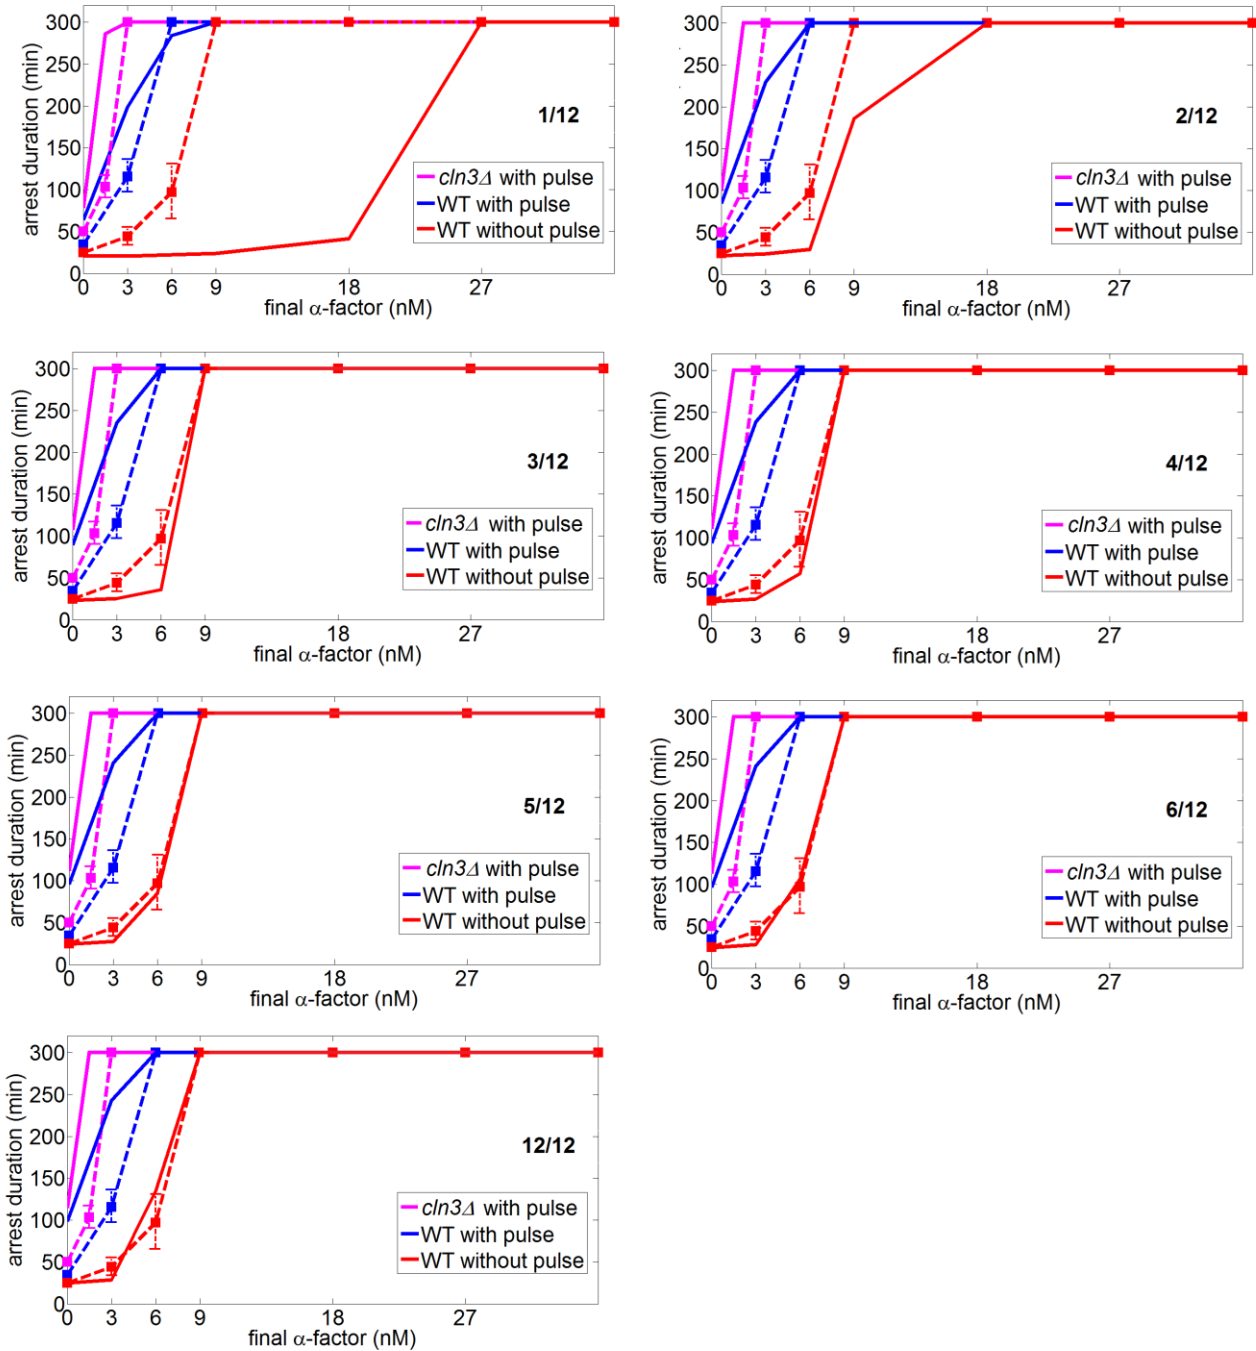 arrest duration (min)
300
250
200
150
100
50
0
1/12
cln3Δ with pulse
WT with pulse
WT without pulse
0 3 6 9 18 27
final α-factor (nM)
arrest duration (min)
300
250
200
150
100
50
0
2/12
cln3Δ with pulse
WT with pulse
WT without pulse
0 3 6 9 18 27
final α-factor (nM)
arrest duration (min)
300
250
200
150
100
50
0
3/12
cln3Δ with pulse
WT with pulse
WT without pulse
0 3 6 9 18 27
final α-factor (nM)
arrest duration (min)
300
250
200
150
100
50
0
4/12
cln3Δ with pulse
WT with pulse
WT without pulse
0 3 6 9 18 27
final α-factor (nM)
arrest duration (min)
300
250
200
150
100
50
0
5/12
cln3Δ with pulse
WT with pulse
WT without pulse
0 3 6 9 18 27
final α-factor (nM)
arrest duration (min)
300
250
200
150
100
50
0
6/12
cln3Δ with pulse
WT with pulse
WT without pulse
0 3 6 9 18 27
final α-factor (nM)
arrest duration (min)
300
250
200
150
100
50
0
12/12
cln3Δ with pulse
WT with pulse
WT without pulse
0 3 6 9 18 27
final α-factor (nM)